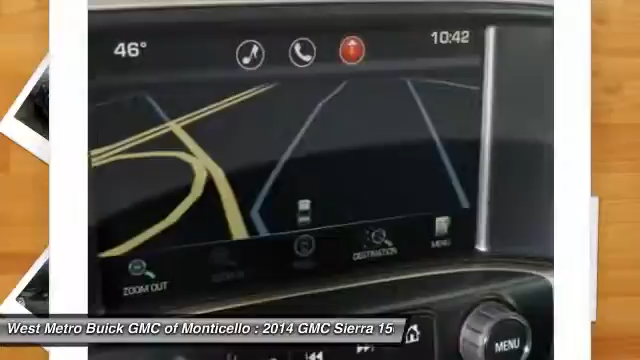 46°
10:42
DESTINATION
MENU
ZOOM OUT
West Metro Buick GMC of Monticello : 2014 GMC Sierra 15
MENU